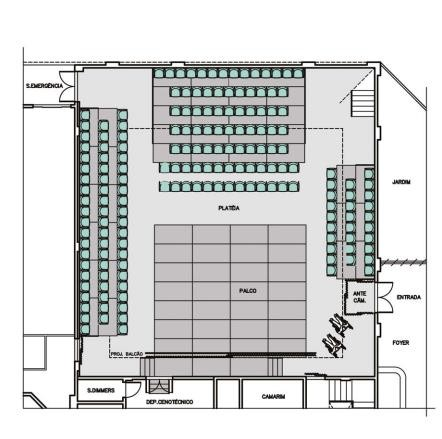 S.EMERGÊNCIA
JARDIM
PLATÉIA
PALCO
ANTE
CÂM.
ENTRADA
FOYER
PROJ. BALCÃO
S.DIMMERS
DEP.CENOTÉCNICO
CAMARIM